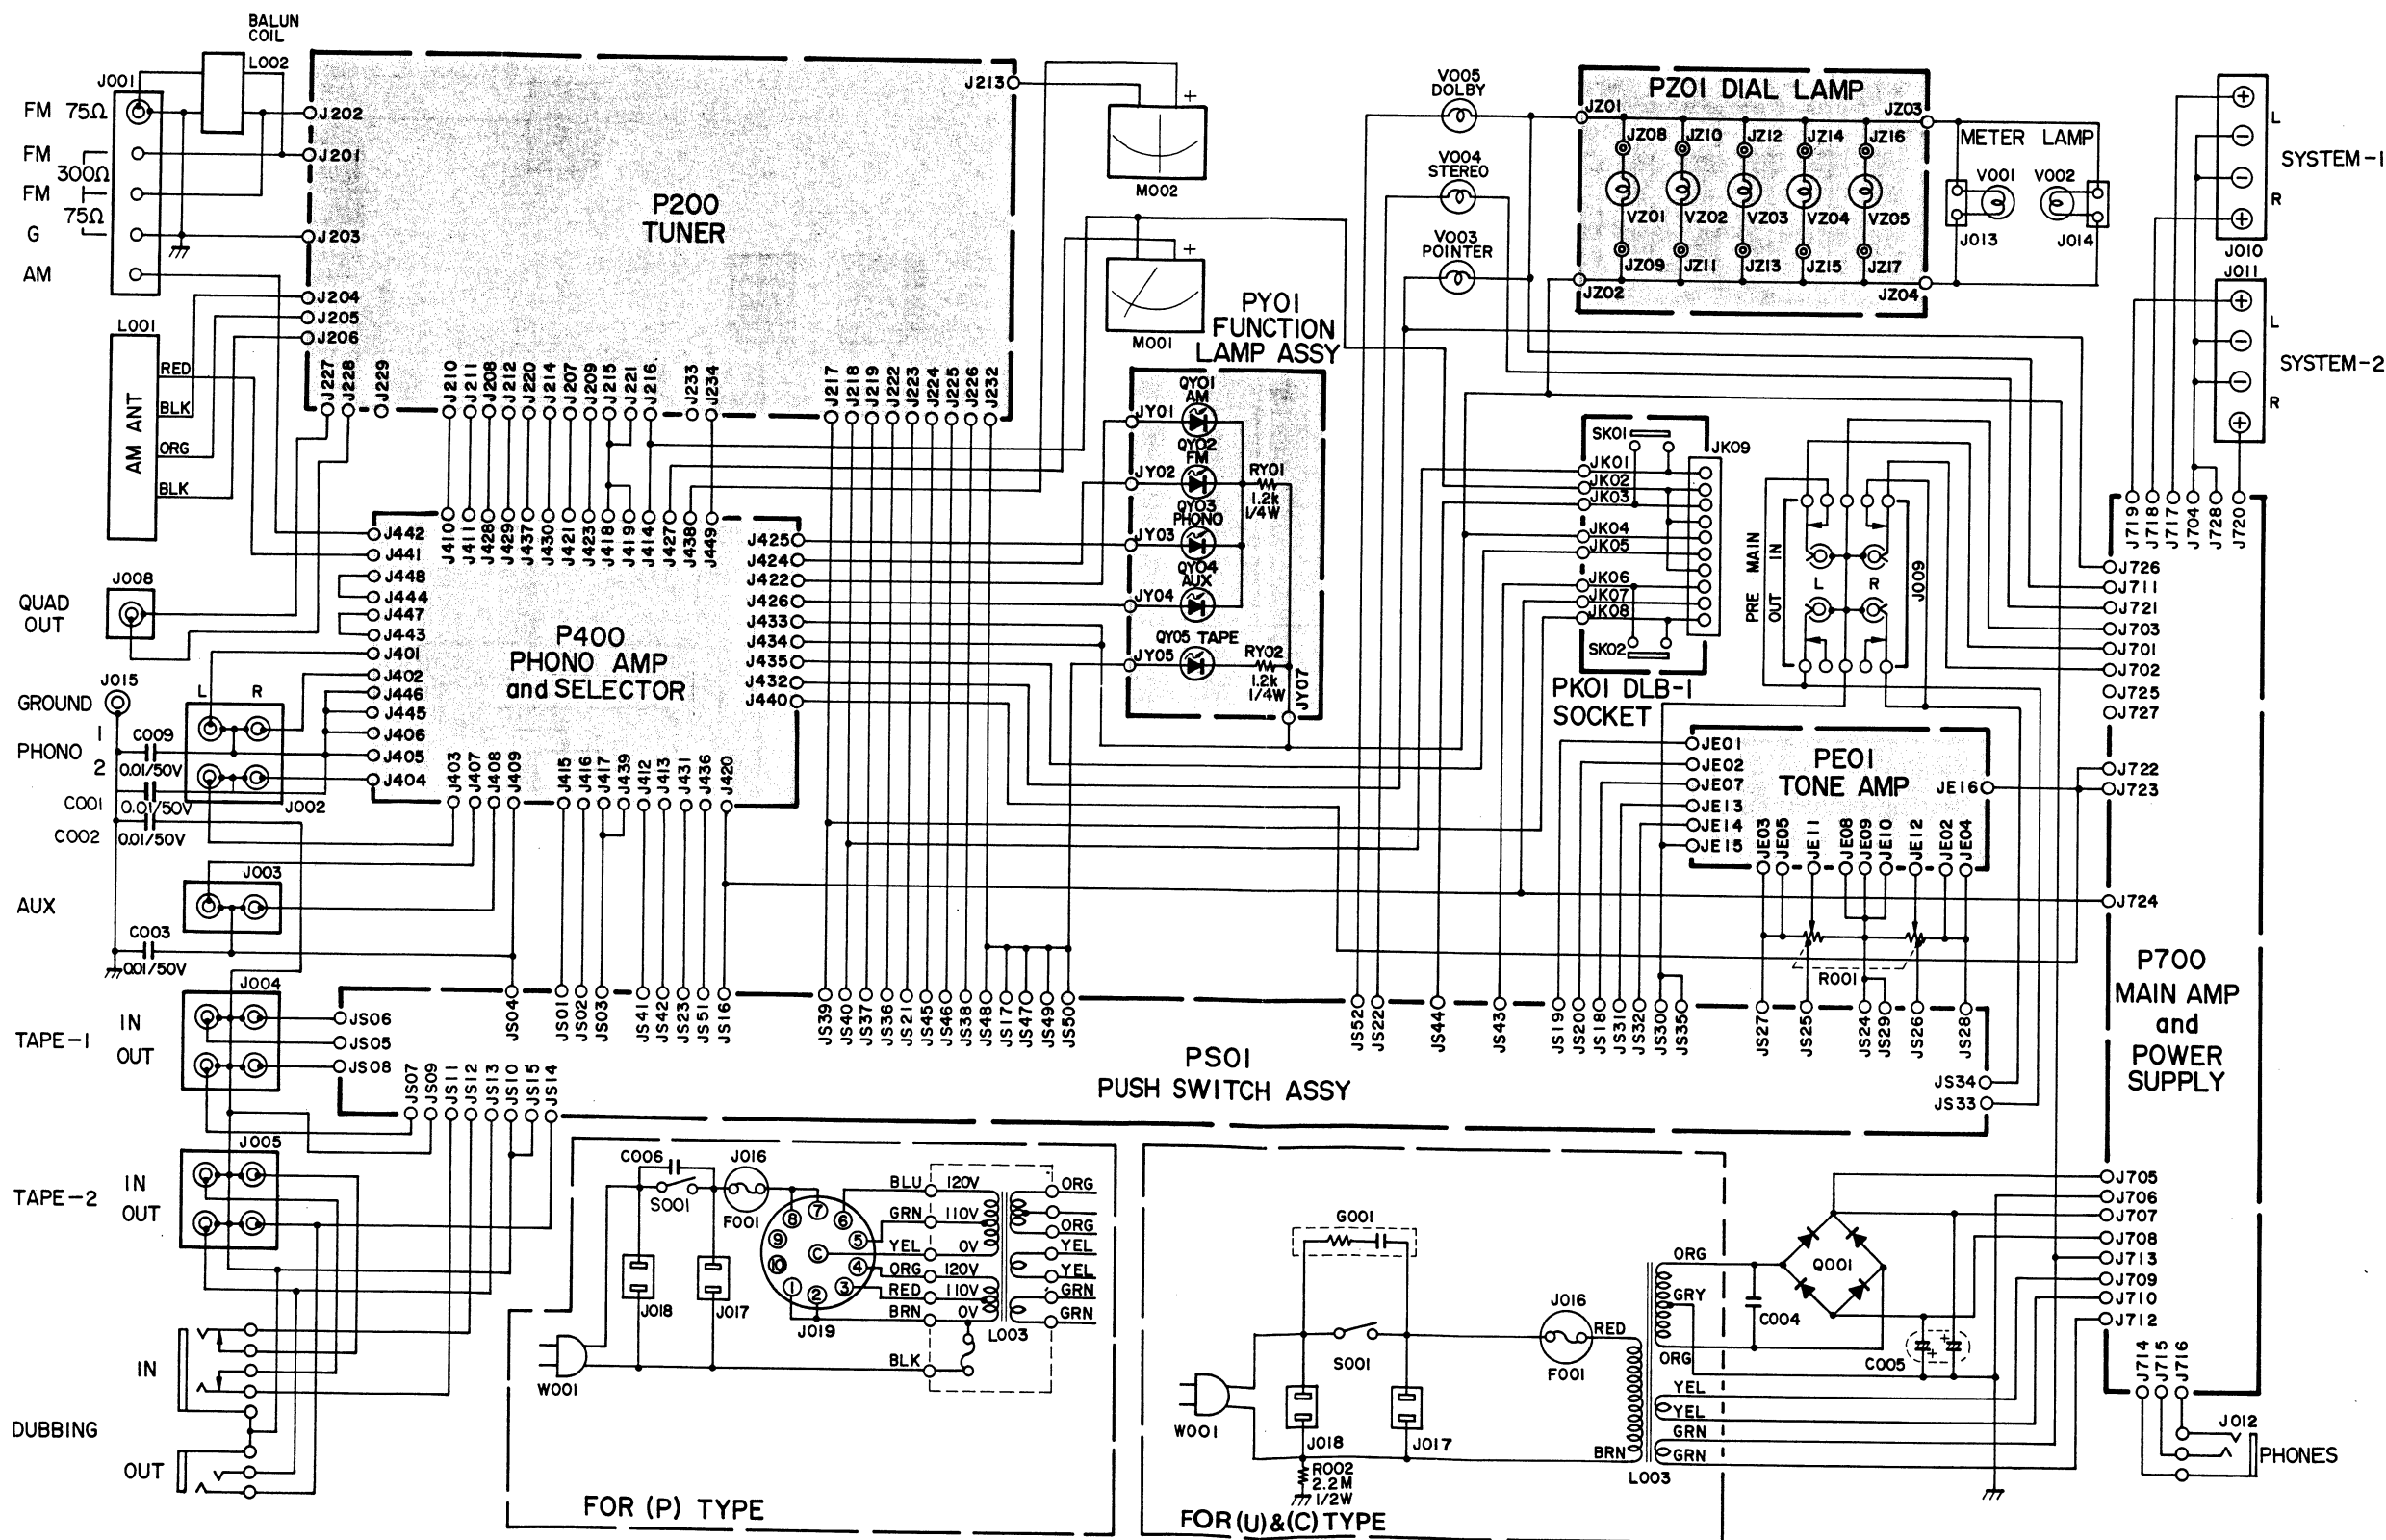 BALUN
COIL
J001
L002
FM 75Ω
FM
300Ω
FM
75Ω
G
AM
J202
J201
J203
J204
J205
J206
J213
P200
TUNER
M002
M001
L001
AM ANT
RED
BLK
ORG
BLK
J227
J228
J229
J210
J211
J208
J212
J220
J214
J207
J209
J215
J221
J216
J233
J234
J217
J218
J219
J222
J223
J224
J225
J226
J232
V005
DOLBY
V004
STEREO
V003
POINTER
PZ01 DIAL LAMP
JZ01
JZ03
JZ08
JZ10
JZ12
JZ14
JZ16
VZ01
VZ02
VZ03
VZ04
VZ05
JZ09
JZ11
JZ13
JZ15
JZ17
JZ02
JZ04
METER LAMP
V001
V002
J013
J014
L
R
SYSTEM-1
J010
J011
L
R
SYSTEM-2
PY01
FUNCTION
LAMP ASSY
QY01
AM
JY01
QY02
FM
JY02
RY01
1.2k
1/4W
QY03
PHONO
JY03
QY04
AUX
JY04
QY05 TAPE
JY05
RY02
1.2k
1/4W
JY07
J410
J411
J428
J429
J437
J430
J421
J423
J418
J419
J414
J427
J438
J449
J442
J441
J448
J444
J447
J443
J401
J402
J446
J445
J406
J405
J404
J425
J424
J422
J426
J433
J434
J435
J432
J440
P400
PHONO AMP
and SELECTOR
J403
J407
J408
J409
J415
J416
J417
J439
J412
J413
J431
J436
J420
J008
QUAD
OUT
J015
GROUND
L
R
1
PHONO
2
C009
0.01/50V
C001
0.01/50V
C002
0.01/50V
J002
J003
AUX
C003
0.01/50V
SK01
JK09
JK01
JK02
JK03
JK04
JK05
JK06
JK07
JK08
SK02
PK01 DLB-1
SOCKET
PRE MAIN
OUT IN
L
R
J009
J719
J718
J717
J704
J728
J720
J726
J711
J721
J703
J701
J702
J725
J727
J722
J723
J724
PE01
TONE AMP
JE01
JE02
JE07
JE13
JE14
JE15
JE16
JE03
JE05
JE11
JE08
JE09
JE10
JE12
JE02
JE04
R001
P700
MAIN AMP
and
POWER
SUPPLY
J004
IN
TAPE-1
OUT
JS06
JS05
JS08
JS07
JS09
JS11
JS12
JS13
JS10
JS15
JS14
JS04
JS01
JS02
JS03
JS41
JS42
JS23
JS51
JS16
JS39
JS40
JS37
JS36
JS21
JS45
JS46
JS38
JS48
JS17
JS47
JS49
JS50
JS52
JS22
JS44
JS43
JS19
JS20
JS18
JS31
JS32
JS30
JS35
JS27
JS25
JS24
JS29
JS26
JS28
JS34
JS33
PS01
PUSH SWITCH ASSY
J005
IN
TAPE-2
OUT
IN
DUBBING
OUT
C006
S001
J016
F001
J018
J017
W001
8
7
6
9
5
C
10
4
1
2
3
J019
BLU 120V
GRN 110V
YEL 0V
ORG 120V
RED 110V
BRN 0V
BLK
L003
ORG
ORG
YEL
YEL
GRN
GRN
FOR (P) TYPE
G001
S001
W001
J018
J017
R002
2.2M
1/2W
J016
F001
RED
BRN
L003
ORG
GRY
ORG
YEL
YEL
GRN
GRN
FOR (U)&(C) TYPE
C004
Q001
C005
J705
J706
J707
J708
J713
J709
J710
J712
J714
J715
J716
J012
PHONES